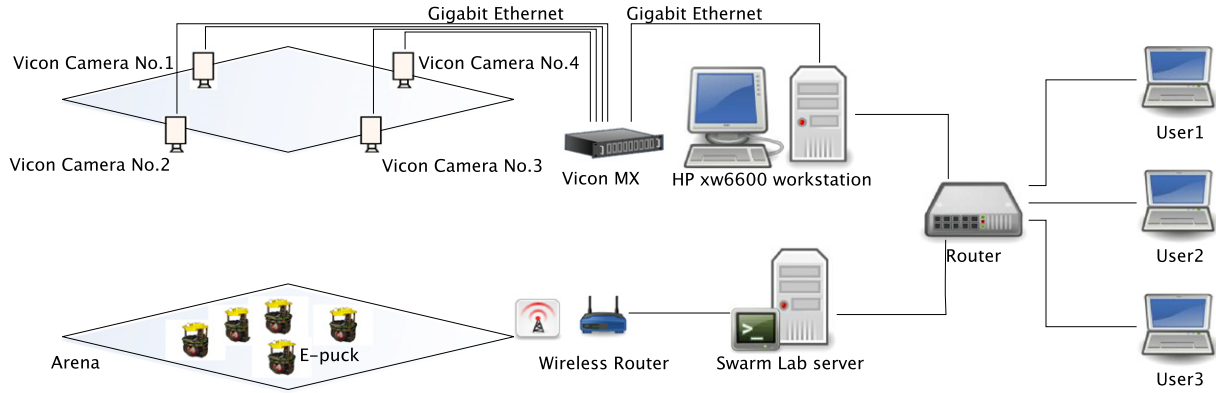 Gigabit Ethernet
Gigabit Ethernet
Vicon Camera No.1
Vicon Camera No.4
Vicon Camera No.2
Vicon Camera No.3
Vicon MX
HP xw6600 workstation
User1
Router
User2
E-puck
Arena
Wireless Router
>_
Swarm Lab server
User3